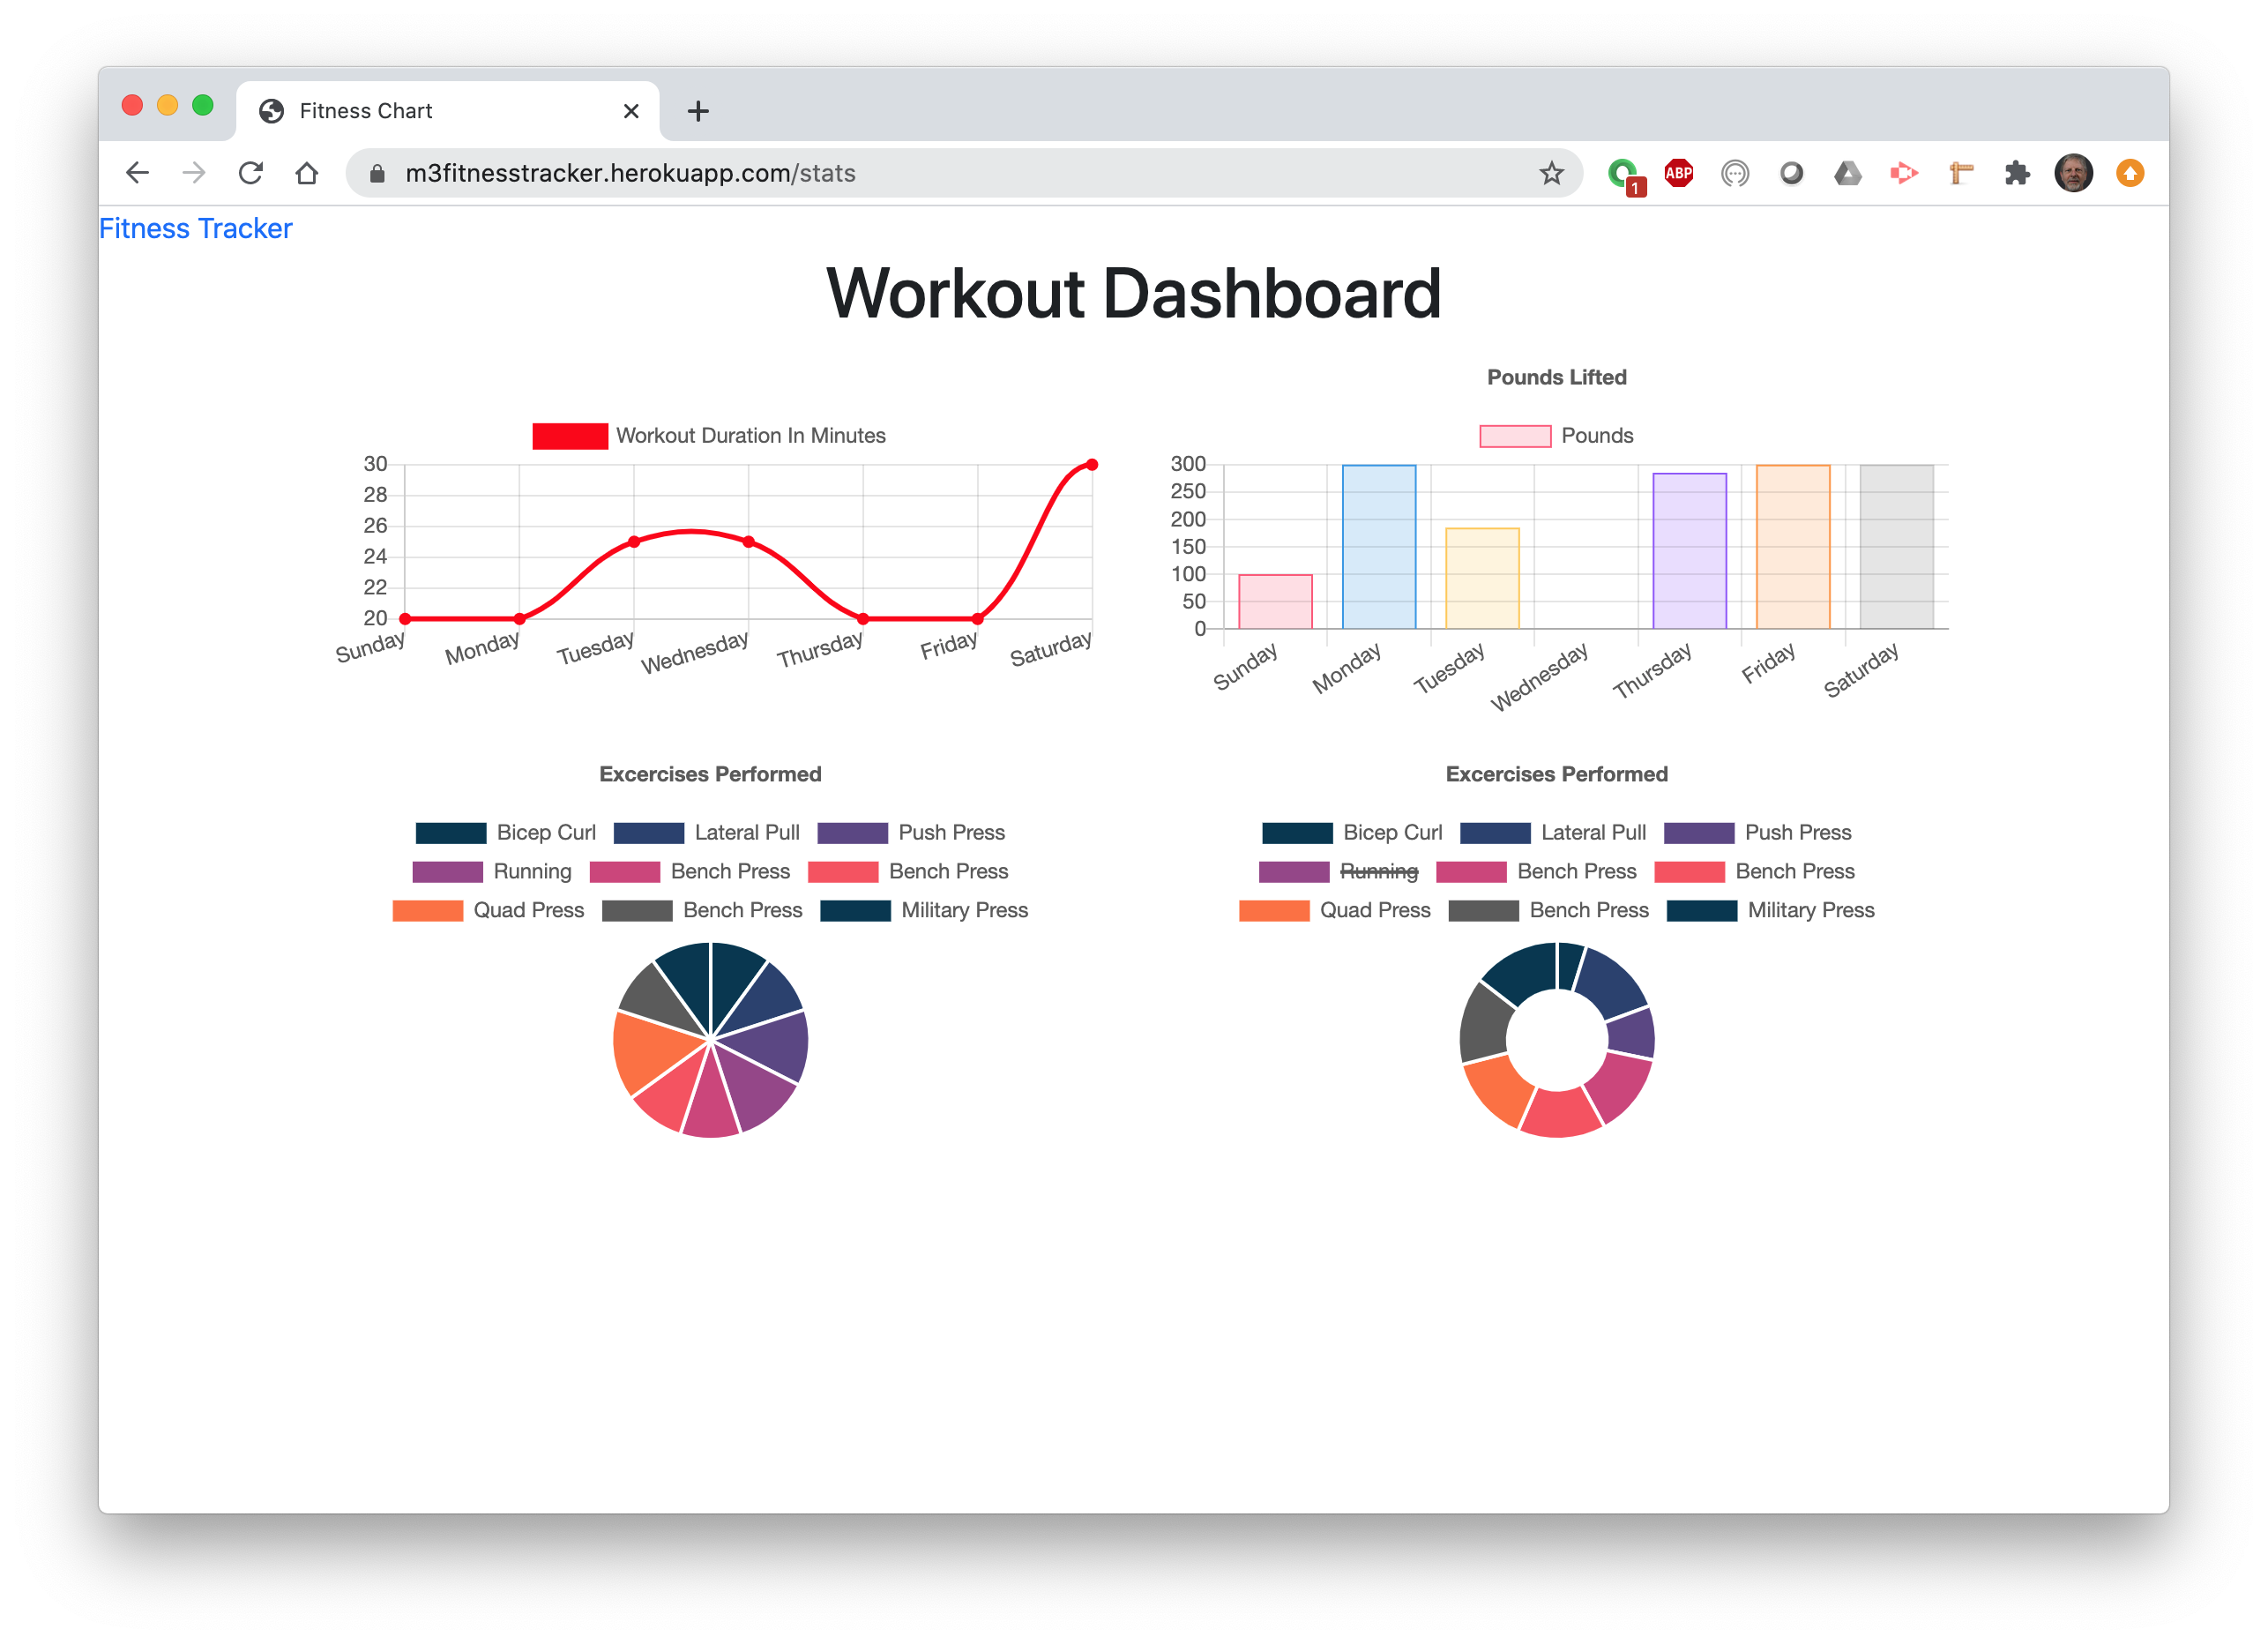 Fitness Chart
m3fitnesstracker.herokuapp.com/stats
ABP
1
Fitness Tracker
Workout Dashboard
Workout Duration In Minutes
30
28
26
24
22
20
Sunday Monday Tuesday Wednesday Thursday Friday Saturday
Pounds Lifted
Pounds
300
250
200
150
100
50
0
Sunday Monday Tuesday Wednesday Thursday Friday Saturday
Excercises Performed
Bicep Curl Lateral Pull Push Press
Running Bench Press Bench Press
Quad Press Bench Press Military Press
Excercises Performed
Bicep Curl Lateral Pull Push Press
Running Bench Press Bench Press
Quad Press Bench Press Military Press